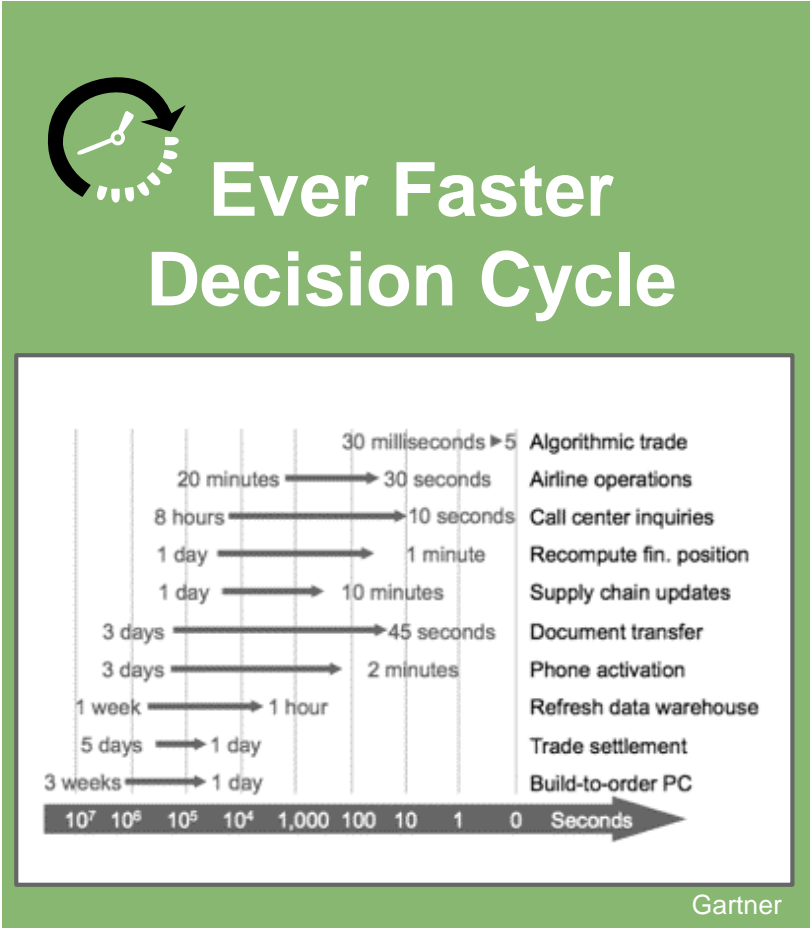 Ever Faster
Decision Cycle
30 milliseconds 5 Algorithmic trade
20 minutes 30 seconds Airline operations
8 hours 10 seconds Call center inquiries
1 day 1 minute Recompute fin. position
1 day 10 minutes Supply chain updates
3 days 45 seconds Document transfer
3 days 2 minutes Phone activation
1 week 1 hour Refresh data warehouse
5 days 1 day Trade settlement
3 weeks 1 day Build-to-order PC
10⁷ 10⁶ 10⁵ 10⁴ 1,000 100 10 1 0 Seconds
Gartner